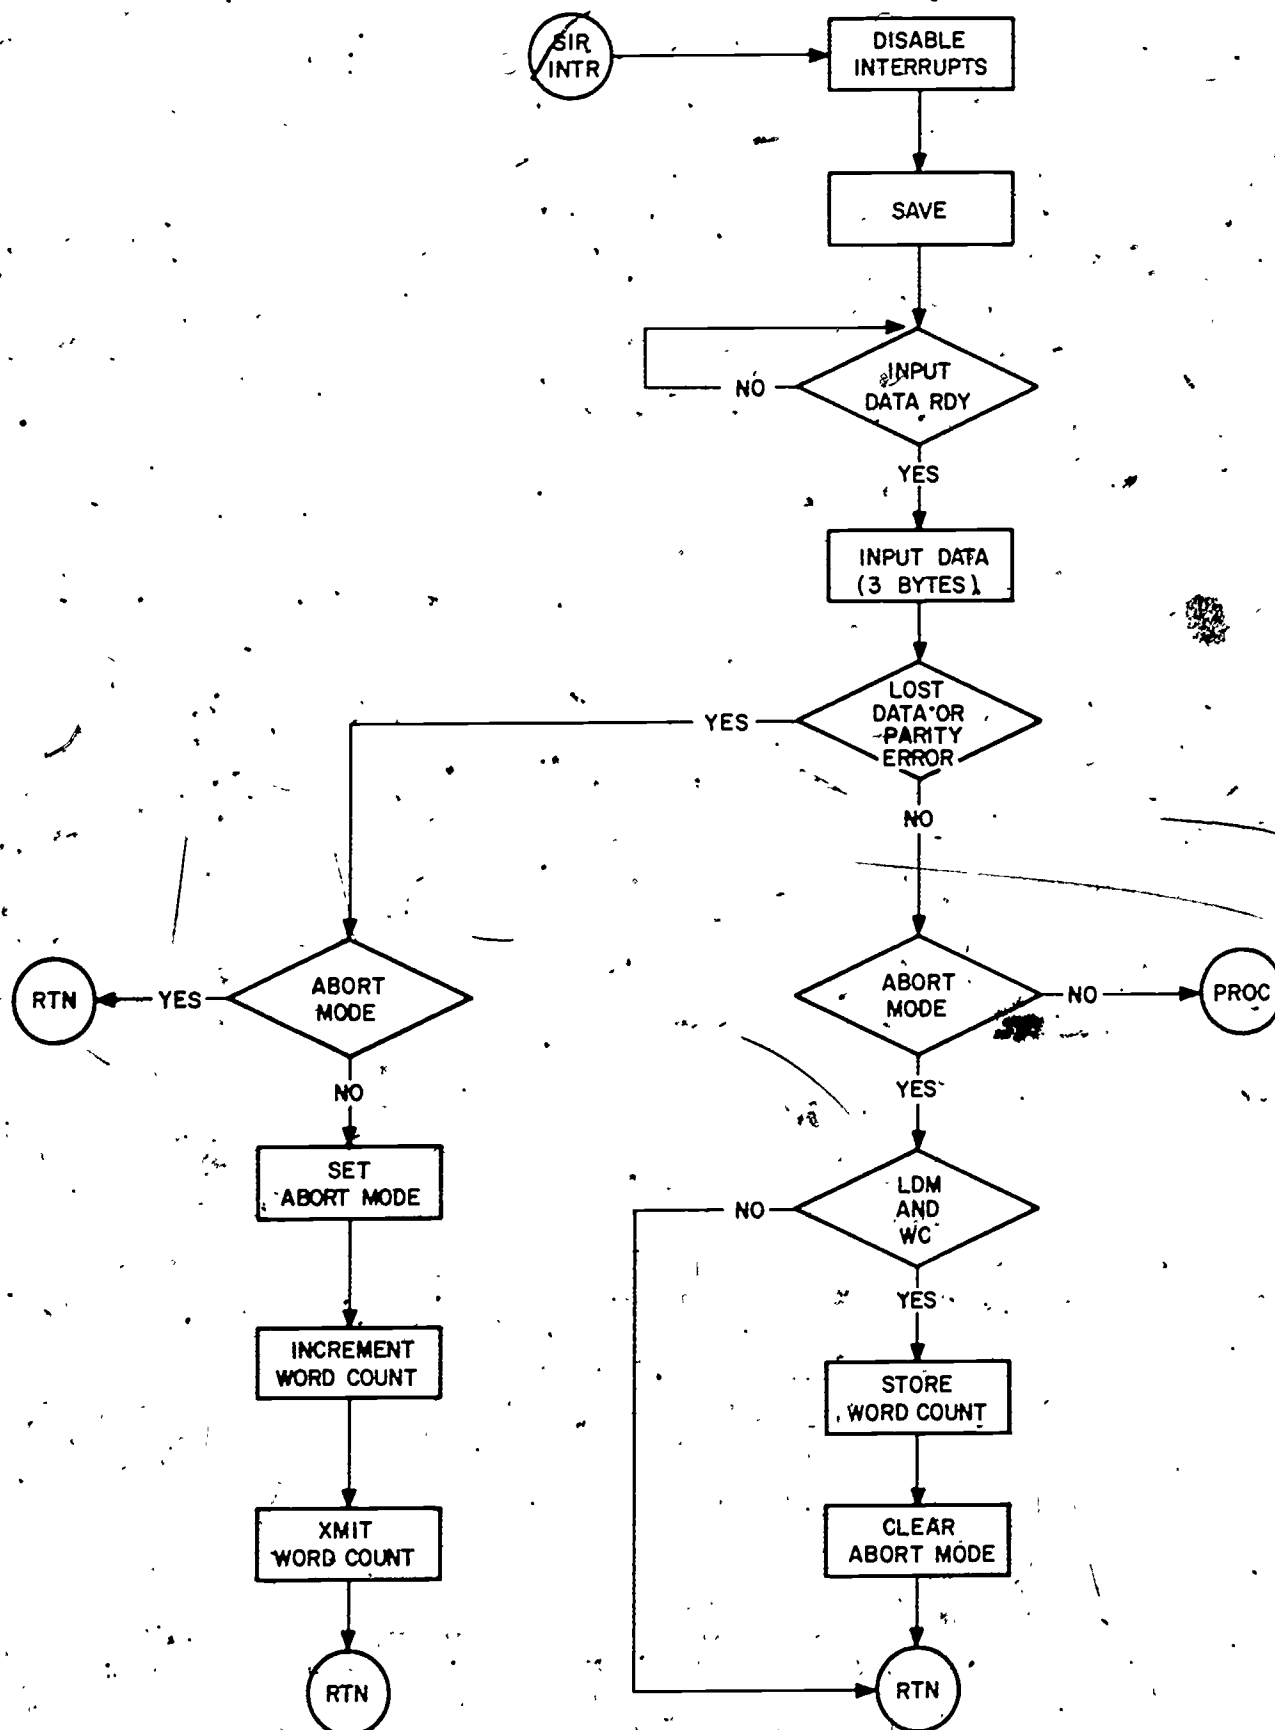 SIR
INTR
DISABLE
INTERRUPTS
SAVE
INPUT
DATA RDY
NO
YES
INPUT DATA
(3 BYTES)
LOST
DATA OR
PARITY
ERROR
YES
NO
ABORT
MODE
YES
RTN
NO
SET
ABORT MODE
INCREMENT
WORD COUNT
XMIT
WORD COUNT
RTN
ABORT
MODE
NO
PROC
YES
LDM
AND
WC
NO
YES
STORE
WORD COUNT
CLEAR
ABORT MODE
RTN